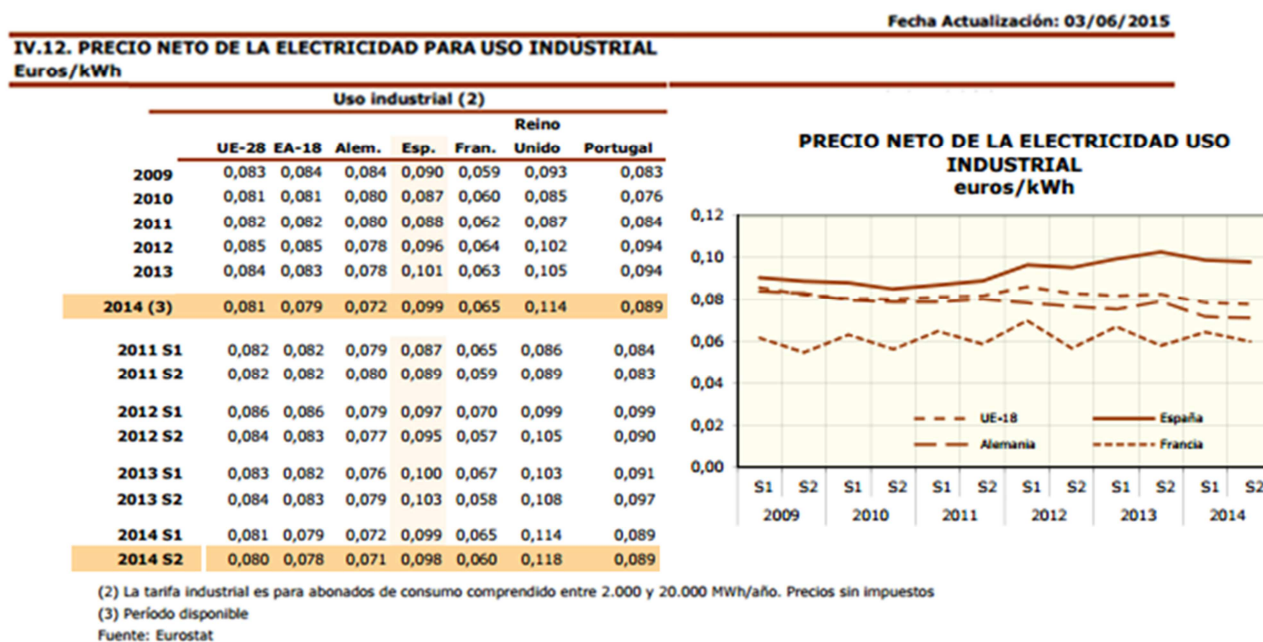 Fecha Actualización: 03/06/2015
IV.12. PRECIO NETO DE LA ELECTRICIDAD PARA USO INDUSTRIAL
Euros/kWh
Uso industrial (2)
UE-28 EA-18 Alem. Esp. Fran. Reino Unido Portugal
2009 0,083 0,084 0,084 0,090 0,059 0,093 0,083
2010 0,081 0,081 0,080 0,087 0,060 0,085 0,076
2011 0,082 0,082 0,080 0,088 0,062 0,087 0,084
2012 0,085 0,085 0,078 0,096 0,064 0,102 0,094
2013 0,084 0,083 0,078 0,101 0,063 0,105 0,094
2014 (3) 0,081 0,079 0,072 0,099 0,065 0,114 0,089
2011 S1 0,082 0,082 0,079 0,087 0,065 0,086 0,084
2011 S2 0,082 0,082 0,080 0,089 0,059 0,089 0,083
2012 S1 0,086 0,086 0,079 0,097 0,070 0,099 0,099
2012 S2 0,084 0,083 0,077 0,095 0,057 0,105 0,090
2013 S1 0,083 0,082 0,076 0,100 0,067 0,103 0,091
2013 S2 0,084 0,083 0,079 0,103 0,058 0,108 0,097
2014 S1 0,081 0,079 0,072 0,099 0,065 0,114 0,089
2014 S2 0,080 0,078 0,071 0,098 0,060 0,118 0,089
PRECIO NETO DE LA ELECTRICIDAD USO
INDUSTRIAL
euros/kWh
0,12
0,10
0,08
0,06
0,04
0,02
0,00
UE-18 España
Alemania Francia
S1 S2 S1 S2 S1 S2 S1 S2 S1 S2 S1 S2
2009 2010 2011 2012 2013 2014
(2) La tarifa industrial es para abonados de consumo comprendido entre 2.000 y 20.000 MWh/año. Precios sin impuestos
(3) Período disponible
Fuente: Eurostat